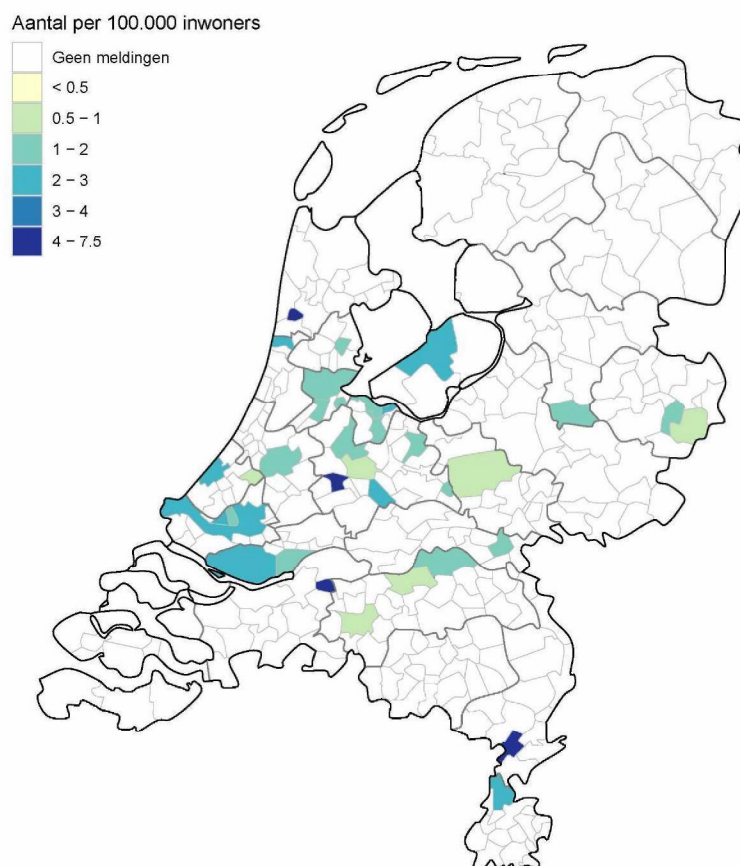 Aantal per 100.000 inwoners
Geen meldingen
< 0.5
0.5 – 1
1 – 2
2 – 3
3 – 4
4 – 7.5